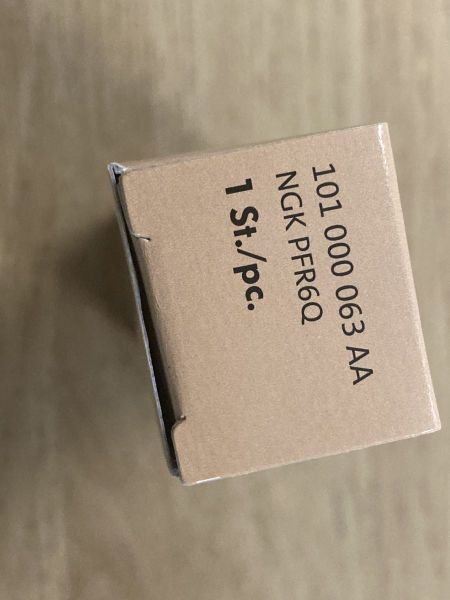 101 000 063 AA
NGK PFR6Q
1 St./pc.